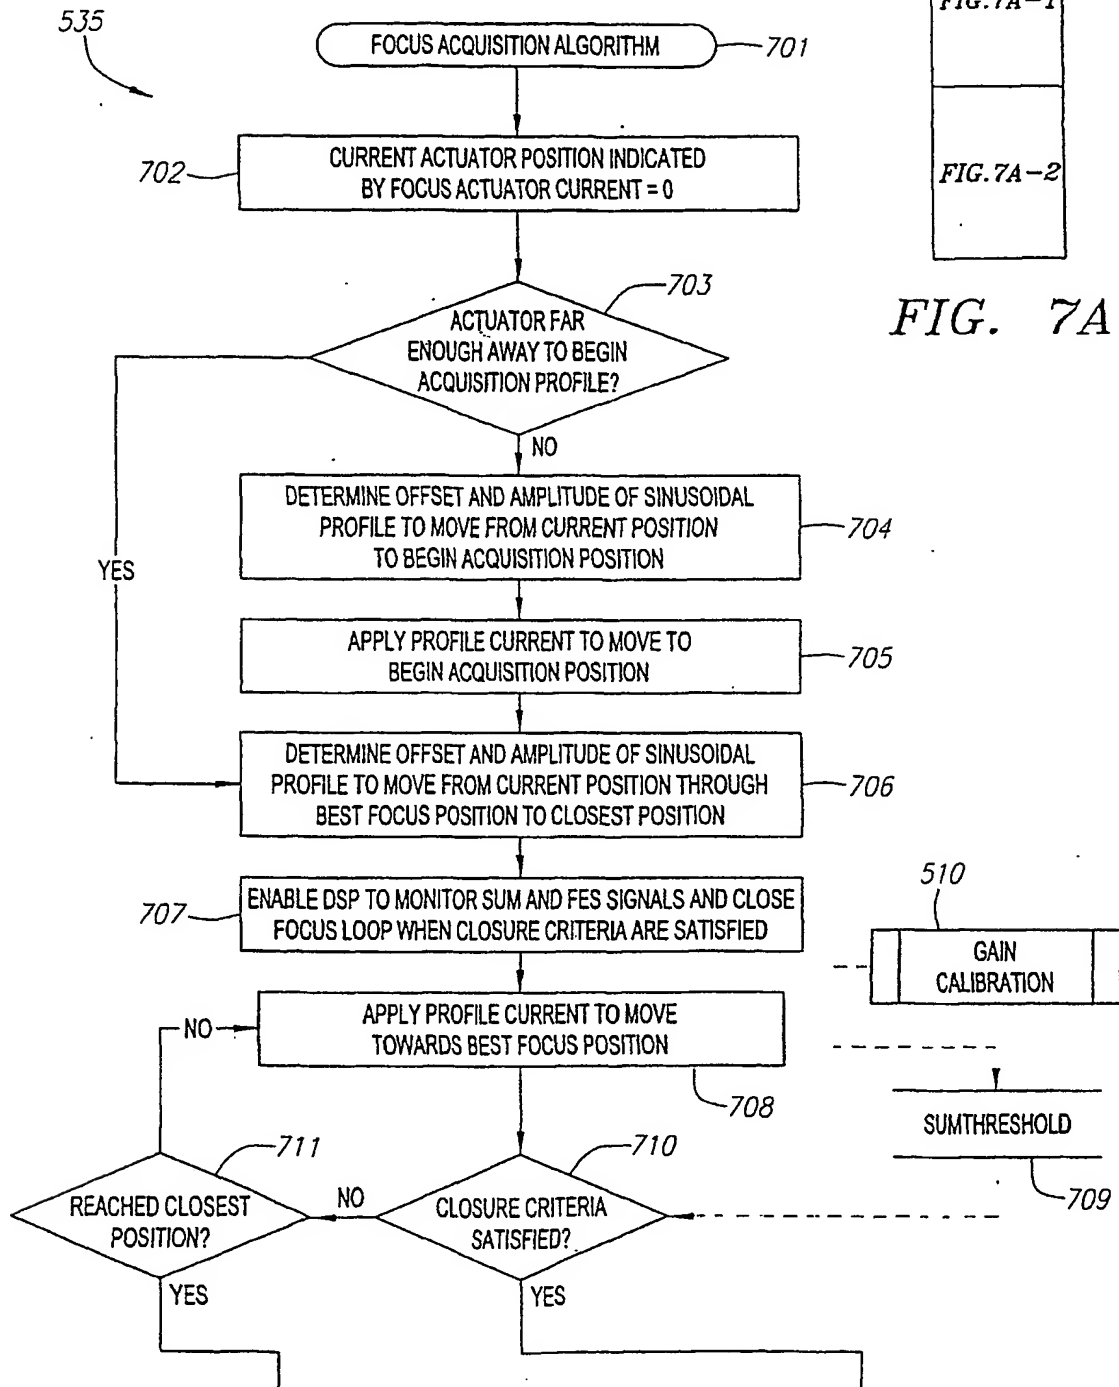 535
FOCUS ACQUISITION ALGORITHM
701
FIG. 7A-1
702
CURRENT ACTUATOR POSITION INDICATED
BY FOCUS ACTUATOR CURRENT = 0
FIG. 7A-2
FIG. 7A
703
ACTUATOR FAR
ENOUGH AWAY TO BEGIN
ACQUISITION PROFILE?
NO
YES
DETERMINE OFFSET AND AMPLITUDE OF SINUSOIDAL
PROFILE TO MOVE FROM CURRENT POSITION
TO BEGIN ACQUISITION POSITION
704
APPLY PROFILE CURRENT TO MOVE TO
BEGIN ACQUISITION POSITION
705
DETERMINE OFFSET AND AMPLITUDE OF SINUSOIDAL
PROFILE TO MOVE FROM CURRENT POSITION THROUGH
BEST FOCUS POSITION TO CLOSEST POSITION
706
707
ENABLE DSP TO MONITOR SUM AND FES SIGNALS AND CLOSE
FOCUS LOOP WHEN CLOSURE CRITERIA ARE SATISFIED
510
GAIN
CALIBRATION
NO
APPLY PROFILE CURRENT TO MOVE
TOWARDS BEST FOCUS POSITION
708
SUMTHRESHOLD
709
711
REACHED CLOSEST
POSITION?
NO
710
CLOSURE CRITERIA
SATISFIED?
YES
YES